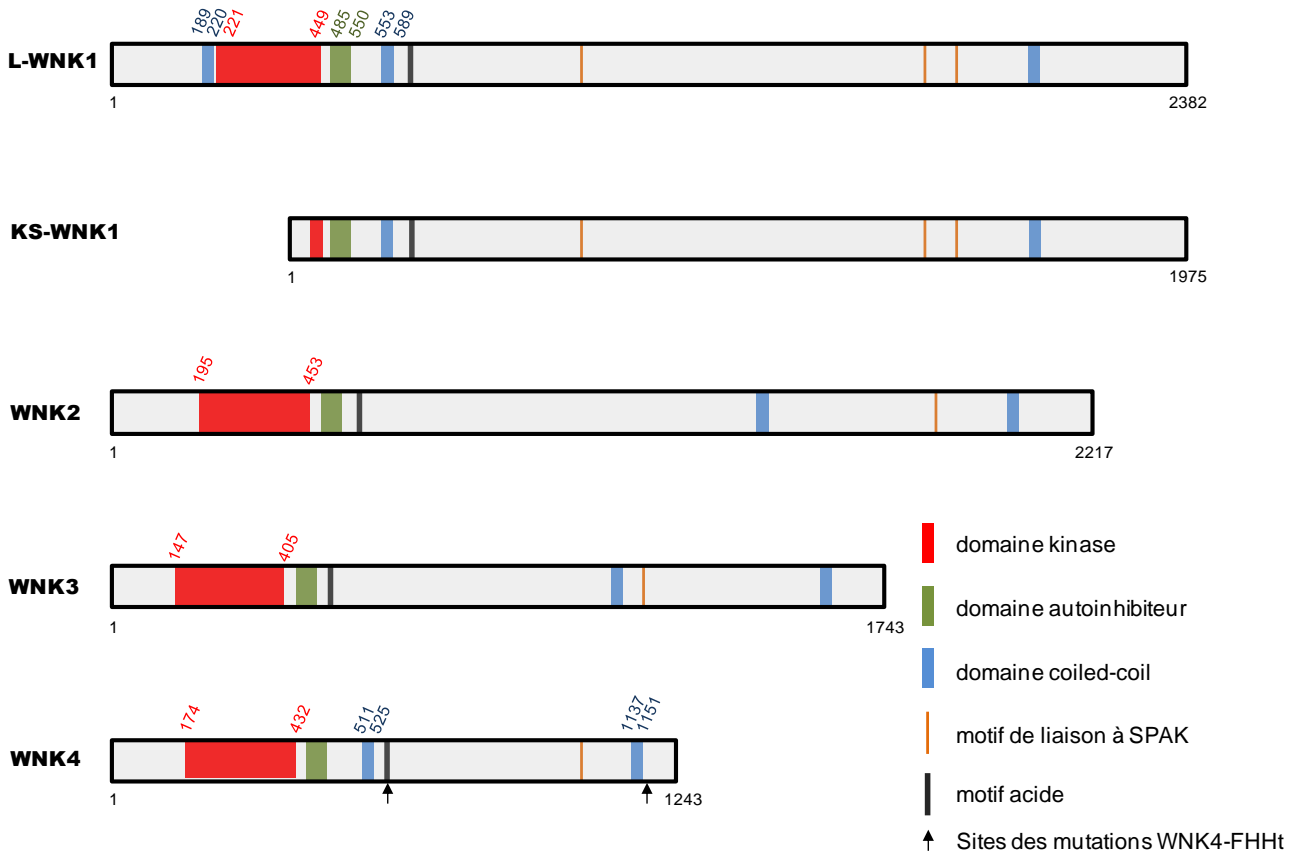 189 220 221 449 485 550 553 589
L-WNK1
1 2382
KS-WNK1
1 1975
195 453
WNK2
1 2217
147 405
WNK3
1 1743
174 432 511 525 1137 1151
WNK4
1 1243
domaine kinase
domaine autoinhibiteur
domaine coiled-coil
motif de liaison à SPAK
motif acide
Sites des mutations WNK4-FHHt